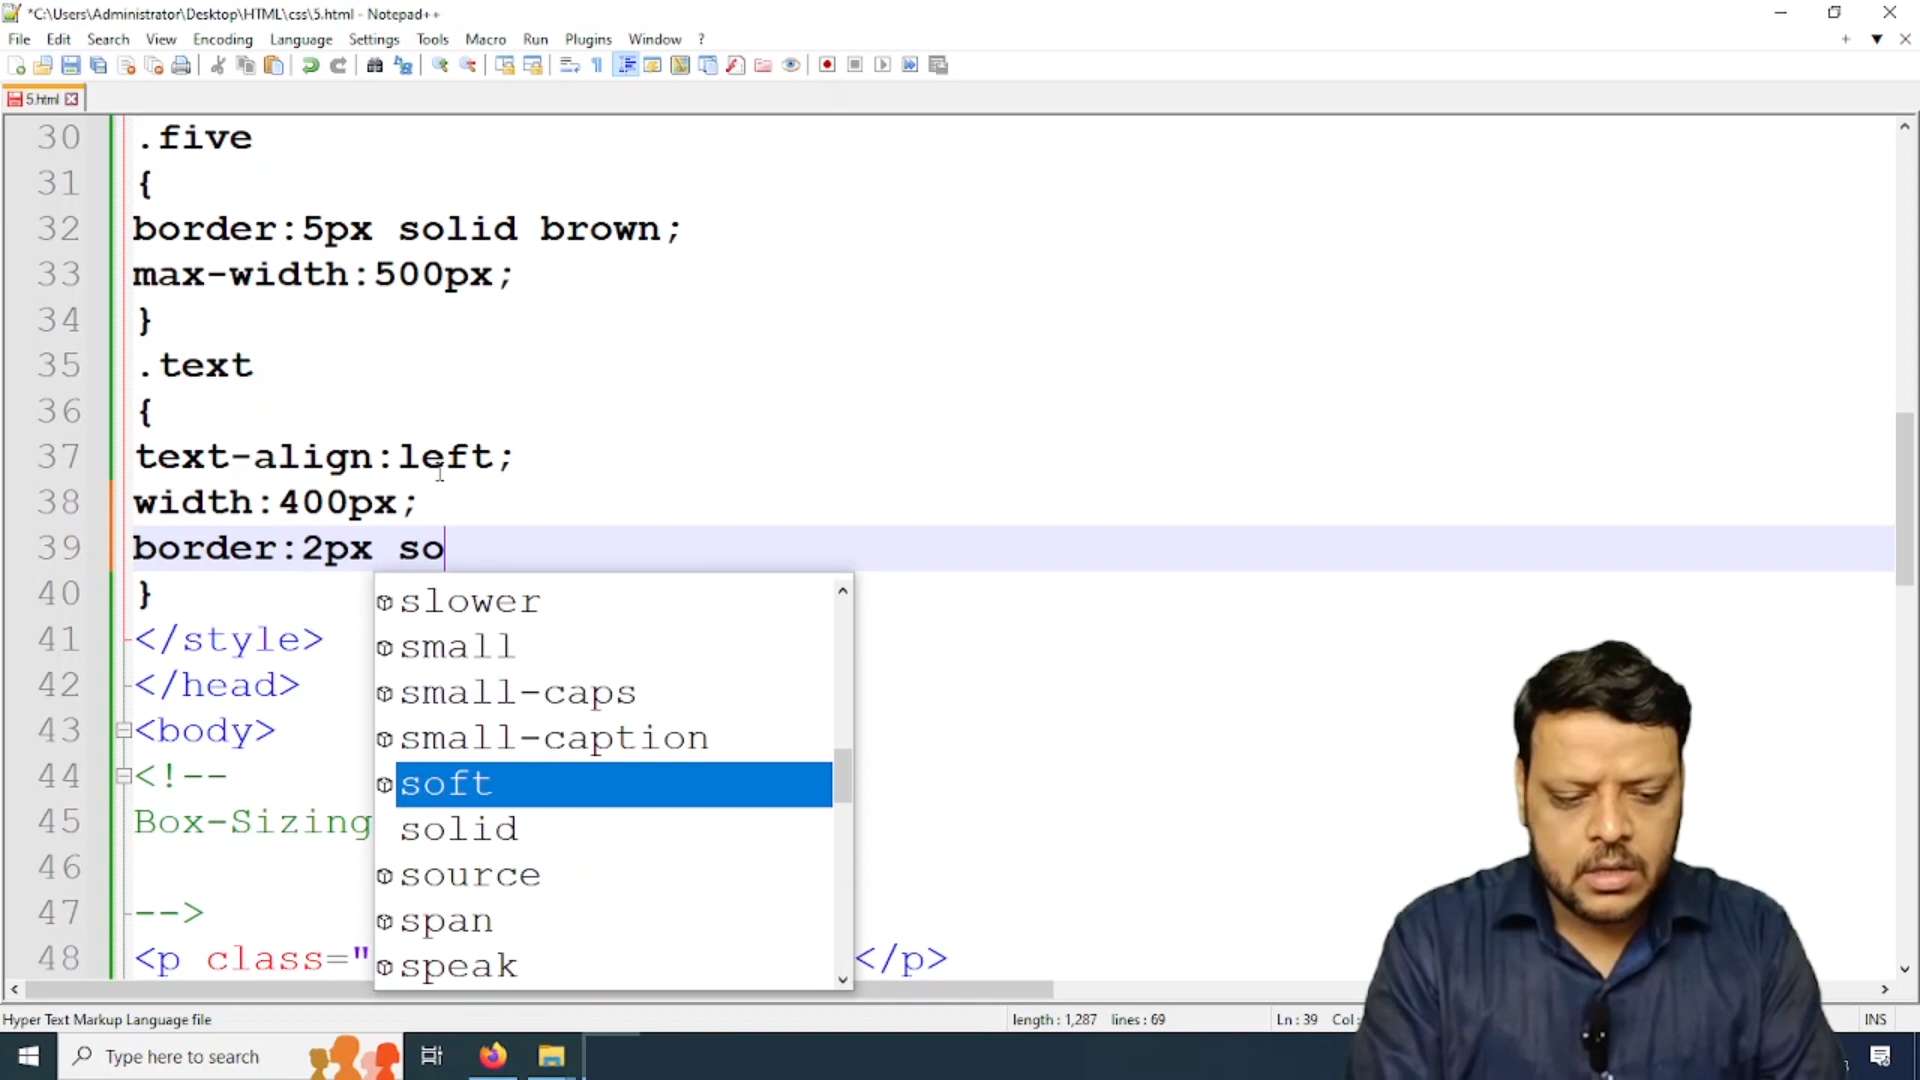 *C:\Users\Administrator\Desktop\HTML\css\5.html - Notepad++
File Edit Search View Encoding Language Settings Tools Macro Run Plugins Window ?
5.html
30 .five
31 {
32 border:5px solid brown;
33 max-width:500px;
34 }
35 .text
36 {
37 text-align:left;
38 width:400px;
39 border:2px so
40 }
slower
41 </style>
small
42 </head>
small-caps
43 <body>
small-caption
44 <!--
soft
45 Box-Sizing
solid
46
source
47 -->
span
48 <p class=" </p>
speak
Hyper Text Markup Language file length : 1,287 lines : 69 Ln : 39 Col : INS
Type here to search